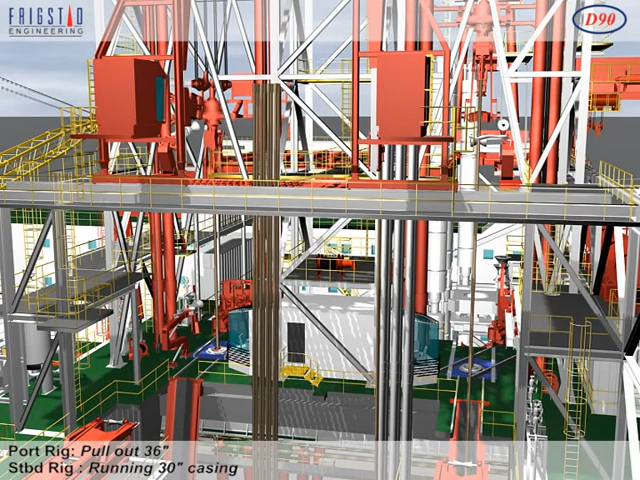 FRIGSTAD
ENGINEERING
D90
Port Rig: Pull out 36"
Stbd Rig : Running 30" casing